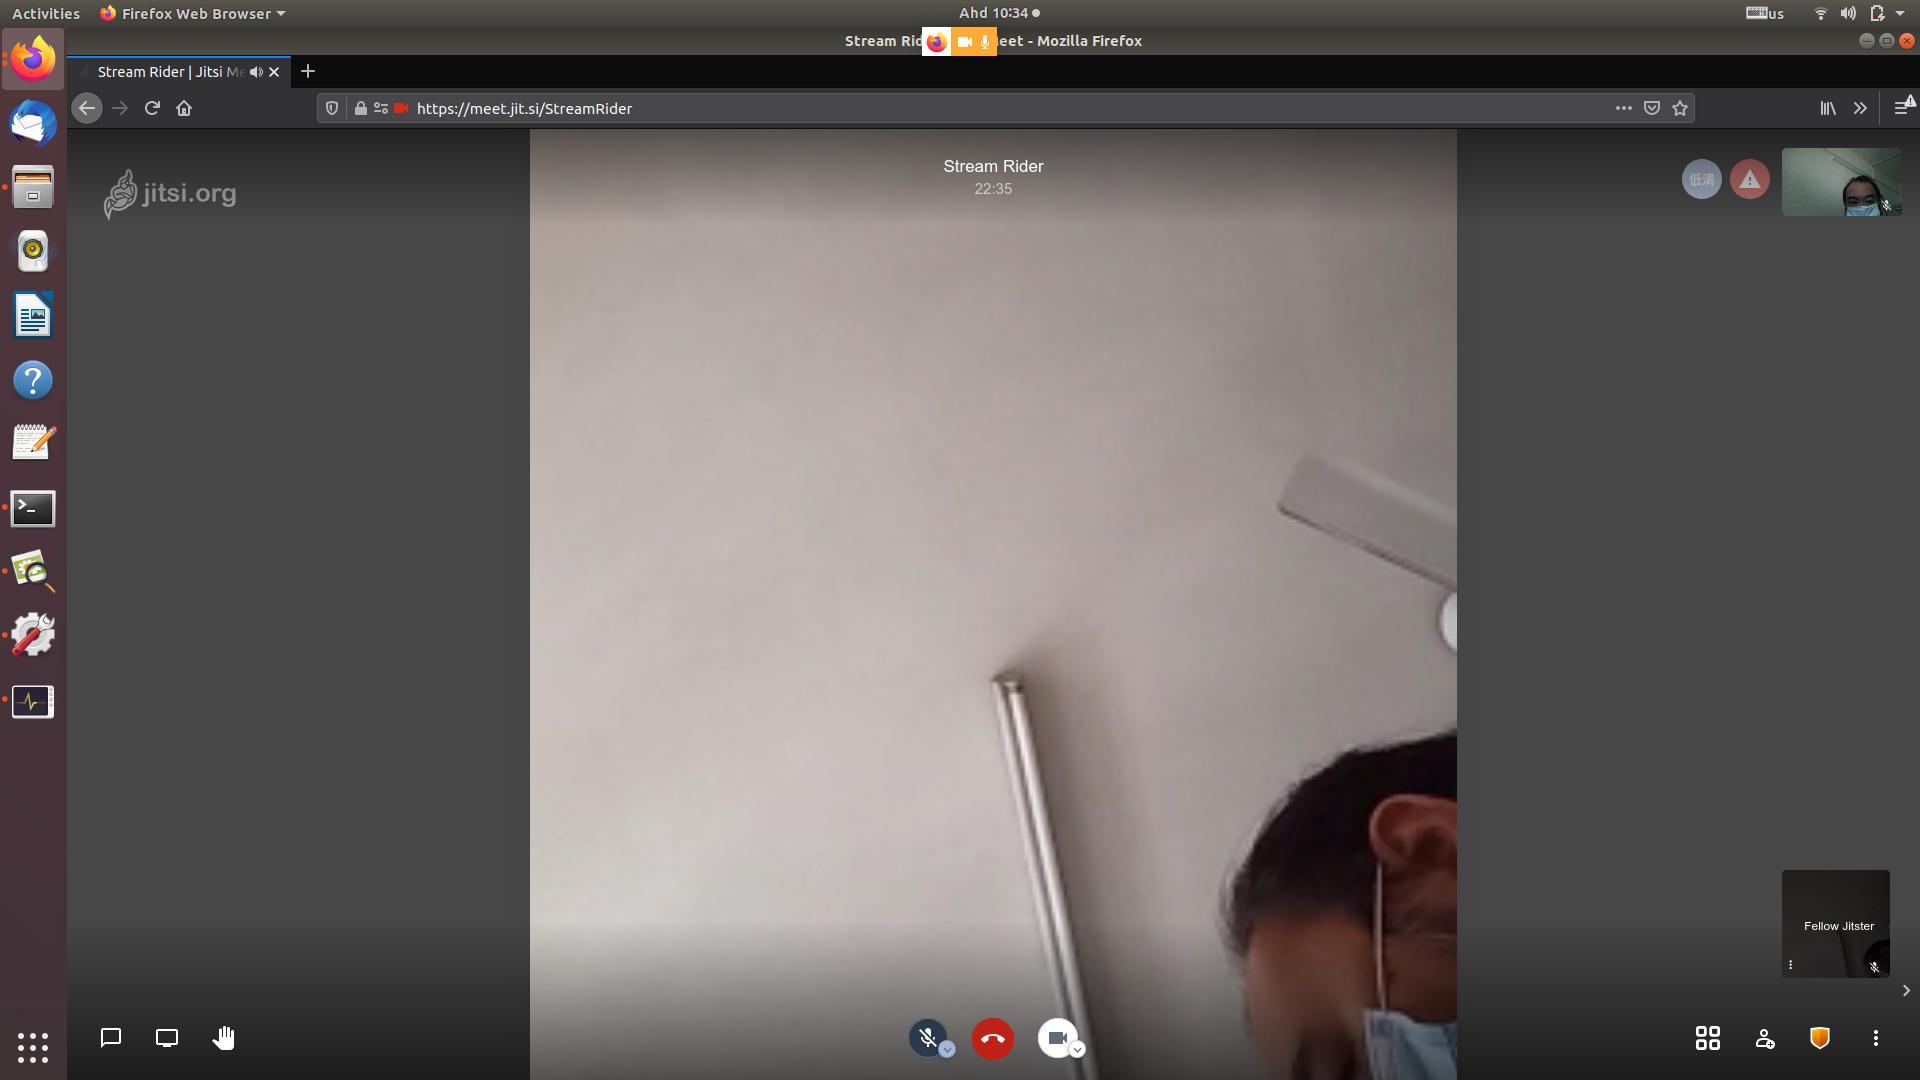 Activities
Firefox Web Browser
Ahd 10:34
us
Stream Rid
eet - Mozilla Firefox
Stream Rider | Jitsi Me
https://meet.jit.si/StreamRider
jitsi.org
Stream Rider
22:35
低清
Fellow Jitster